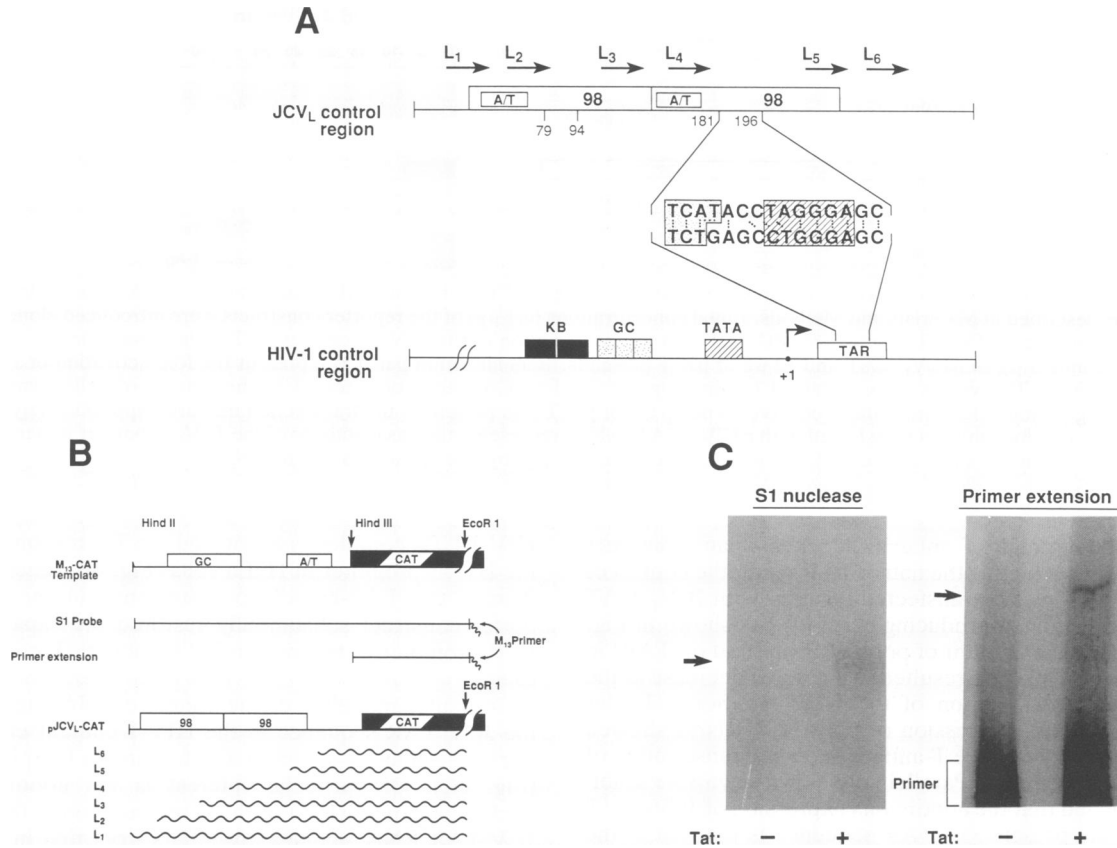 A
L1 L2 L3 L4 L5 L6
A/T 98 A/T 98
JCVL control
region
79 94 181 196
TCATACCTAGGGAGC
TCTGAGCCTGGGAGC
KB GC TATA
HIV-1 control
region
TAR
+1
B
Hind II Hind III EcoR 1
GC A/T CAT
M13-CAT
Template
S1 Probe
M13Primer
Primer extension
EcoR 1
pJCVL-CAT 98 98 CAT
L6
L5
L4
L3
L2
L1
C
S1 nuclease Primer extension
Primer
Tat: − + Tat: − +